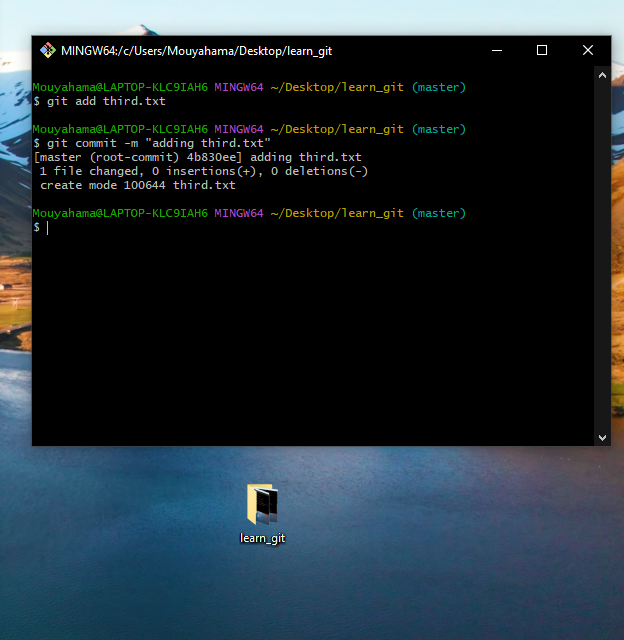 MINGW64:/c/Users/Mouyahama/Desktop/learn_git
Mouyahama@LAPTOP-KLC9IAH6 MINGW64 ~/Desktop/learn_git (master)
$ git add third.txt
Mouyahama@LAPTOP-KLC9IAH6 MINGW64 ~/Desktop/learn_git (master)
$ git commit -m "adding third.txt"
[master (root-commit) 4b830ee] adding third.txt
 1 file changed, 0 insertions(+), 0 deletions(-)
 create mode 100644 third.txt
Mouyahama@LAPTOP-KLC9IAH6 MINGW64 ~/Desktop/learn_git (master)
$
learn_git